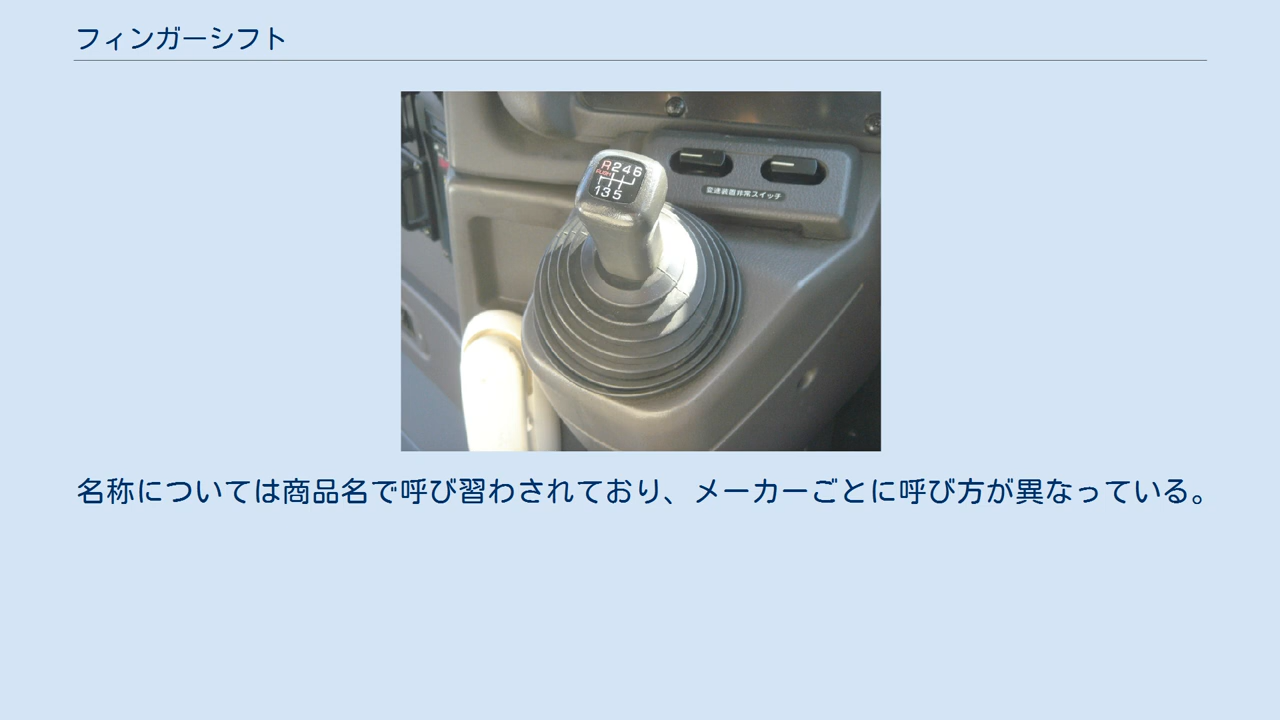 フィンガーシフト
R246
135
変速装置非常スイッチ
名称については商品名で呼び習わされており、メーカーごとに呼び方が異なっている。